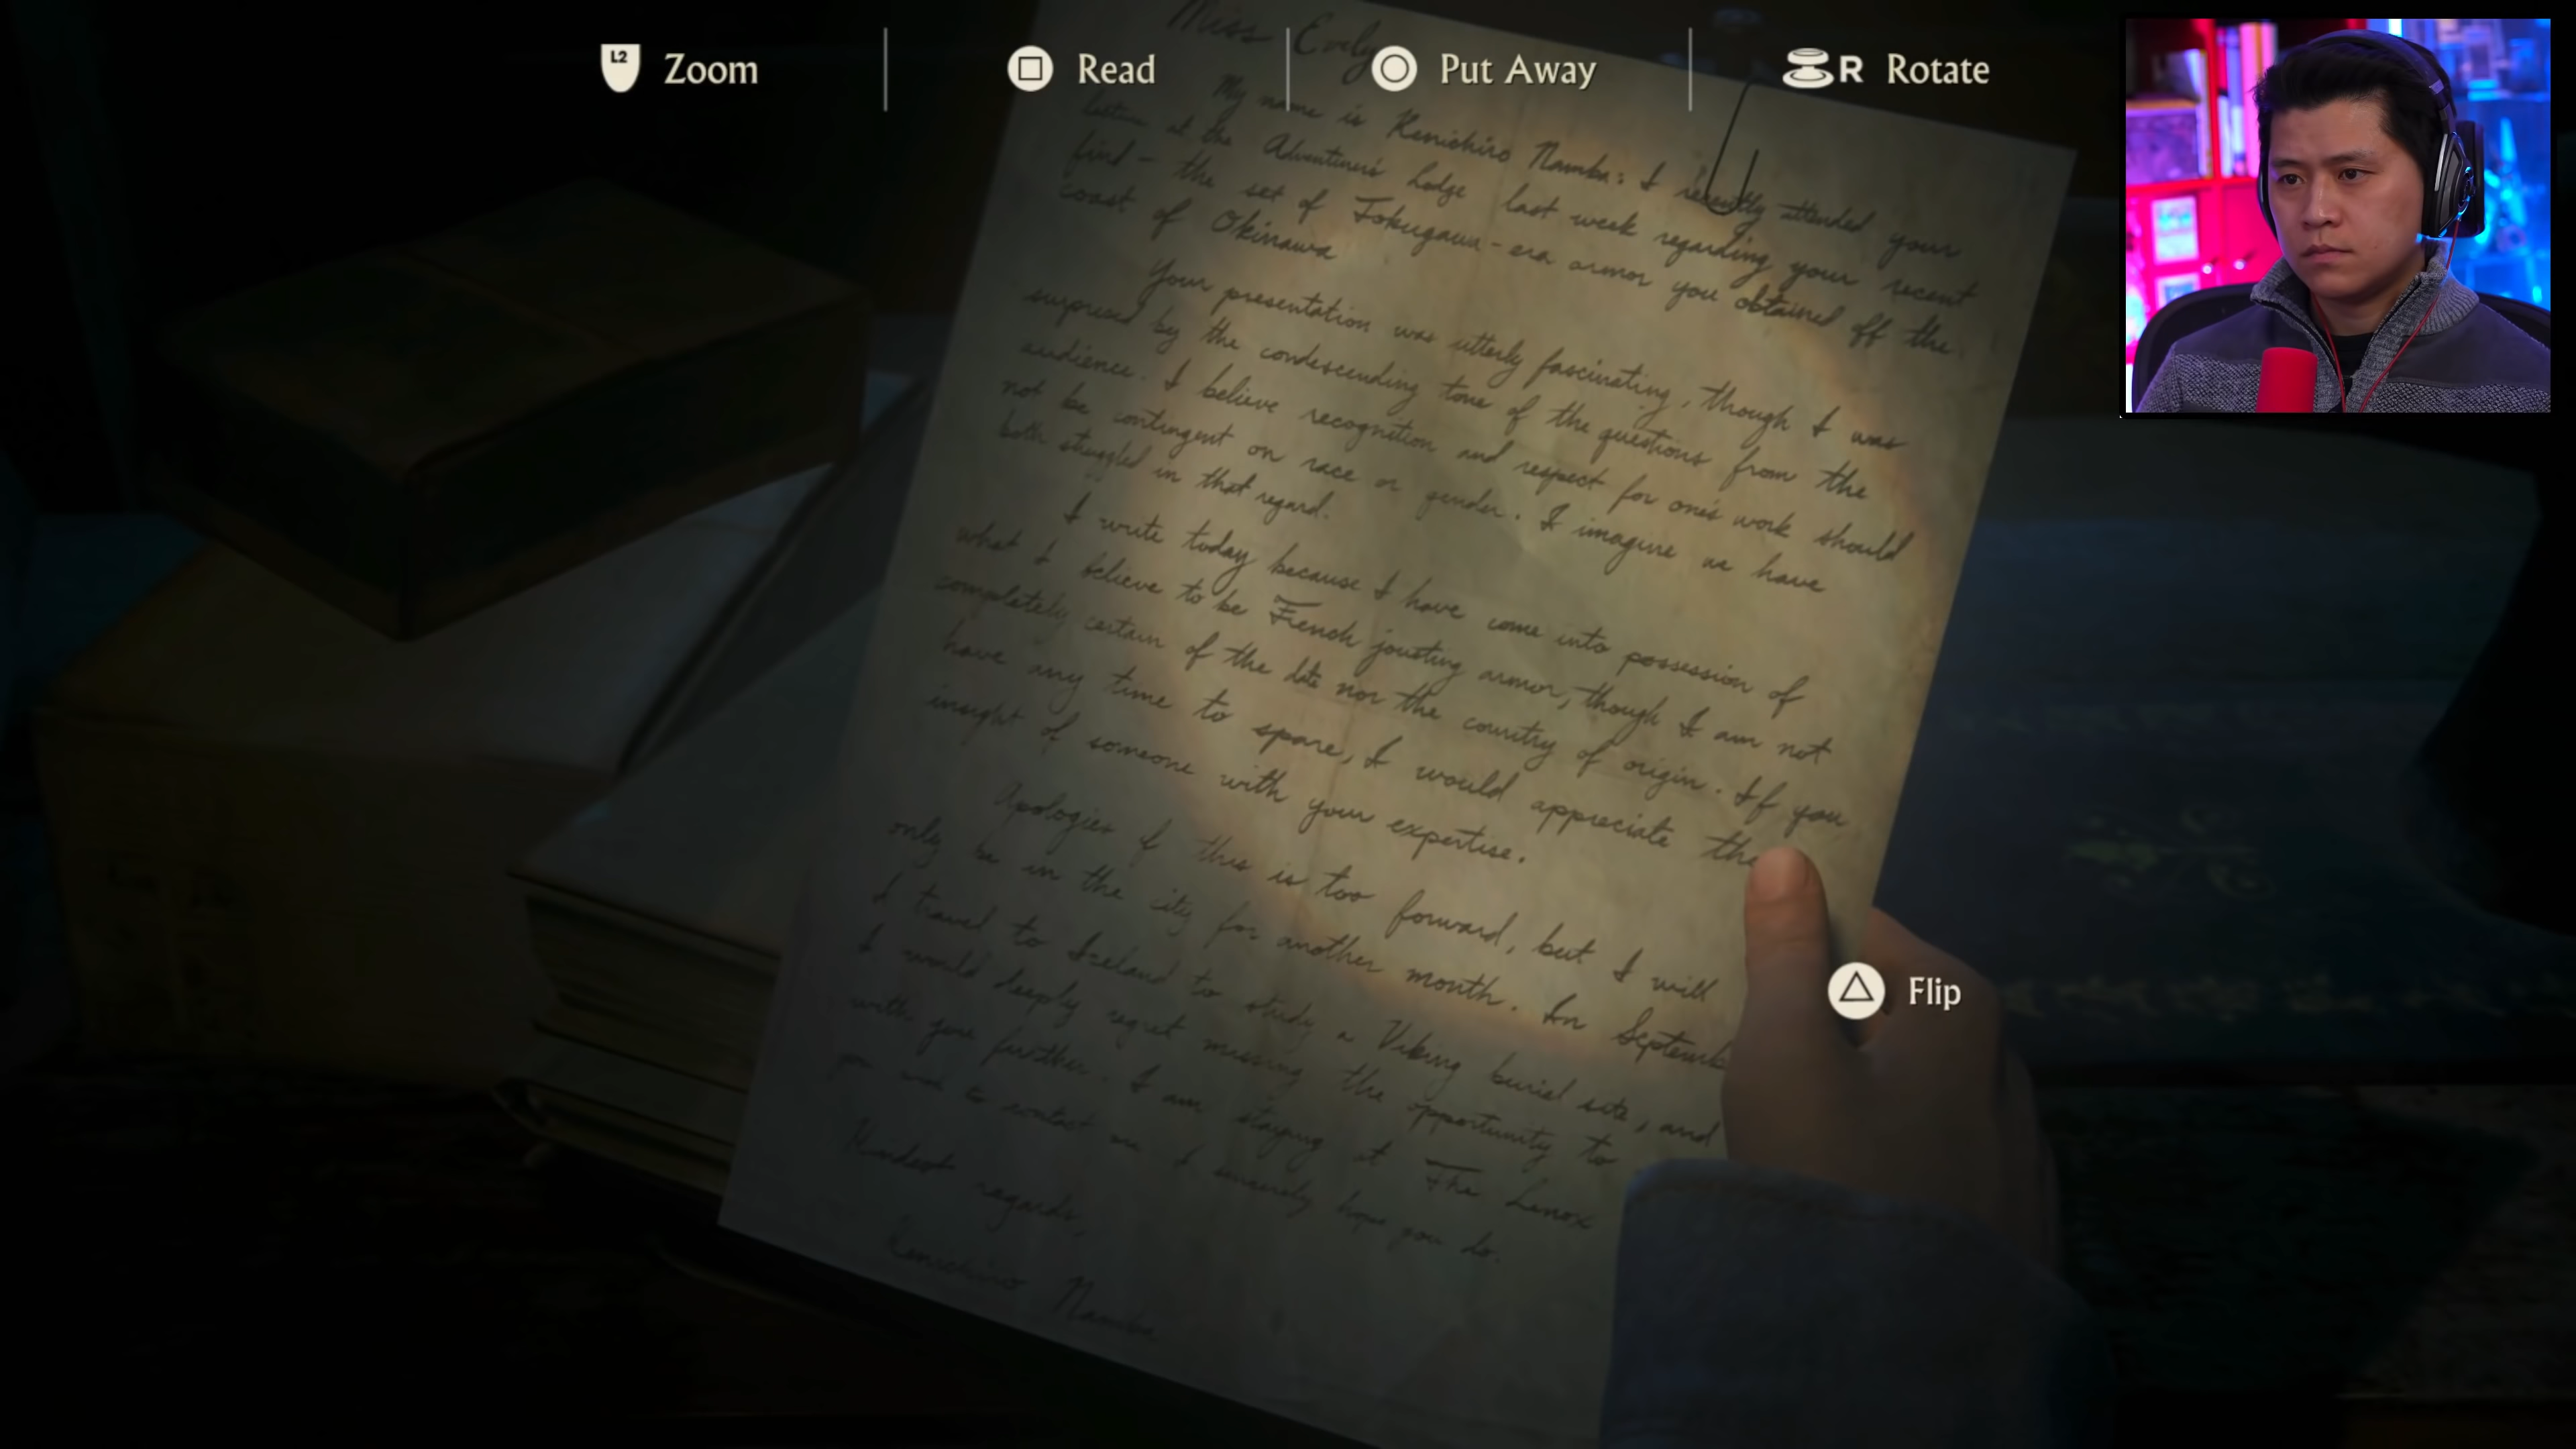 L2 Zoom
Read
Put Away
R Rotate
Miss Evely
My name is Kenichiro Namba: I recently attended your
lecture at the Adventurer's Lodge last week regarding your recent
find - the set of Tokugawa-era armor you obtained off the
coast of Okinawa
Your presentation was utterly fascinating, though I was
surprised by the condescending tone of the questions from the
audience. I believe recognition and respect for one's work should
not be contingent on race or gender. I imagine we have
both struggled in that regard.
I write today because I have come into possession of
what I believe to be French jousting armor, though I am not
completely certain of the date nor the country of origin. If you
have any time to spare, I would appreciate the
insight of someone with your expertise.
Apologies if this is too forward, but I will
only be in the city for another month. In Septemb
I travel to Iceland to study a Viking burial site, and
I would deeply regret missing the opportunity to
with you further. I am staying at The Lenox
you to contact me I sincerely hope you do.
Kindest regards,
Kenichiro Namba
Flip